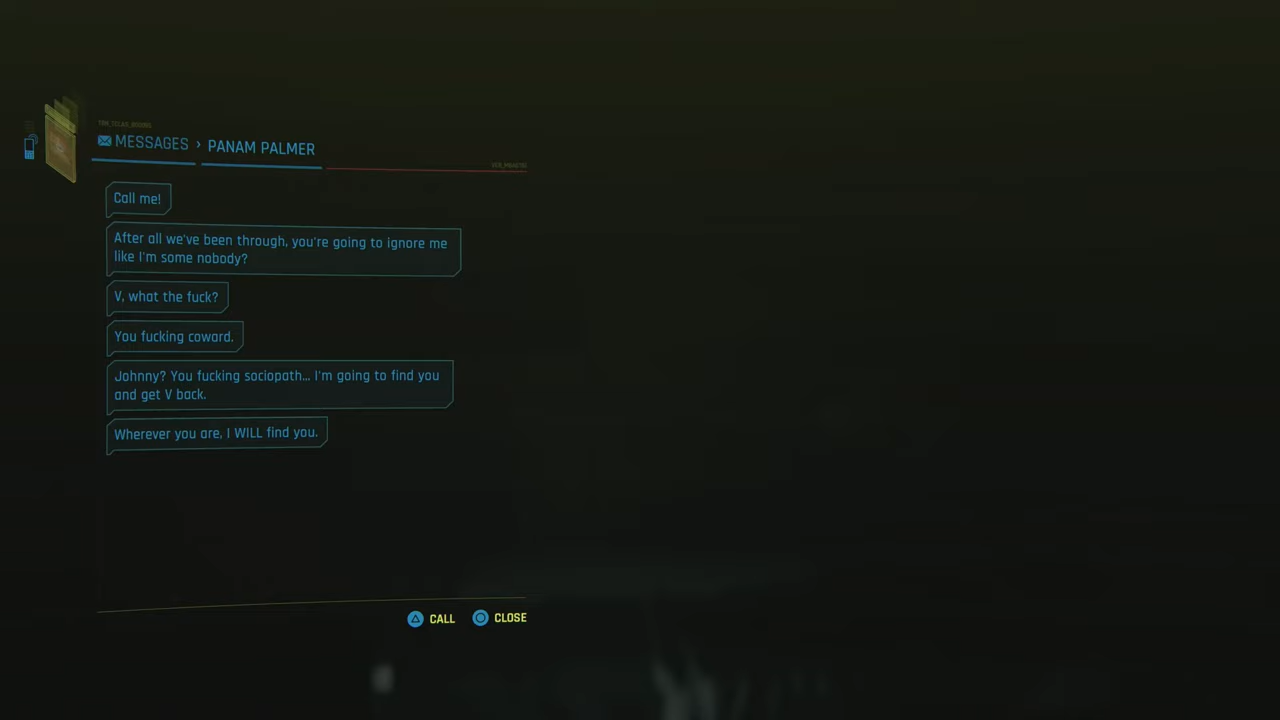 MESSAGES › PANAM PALMER
Call me!
After all we've been through, you're going to ignore me
like I'm some nobody?
V, what the fuck?
You fucking coward.
Johnny? You fucking sociopath... I'm going to find you
and get V back.
Wherever you are, I WILL find you.
CALL CLOSE